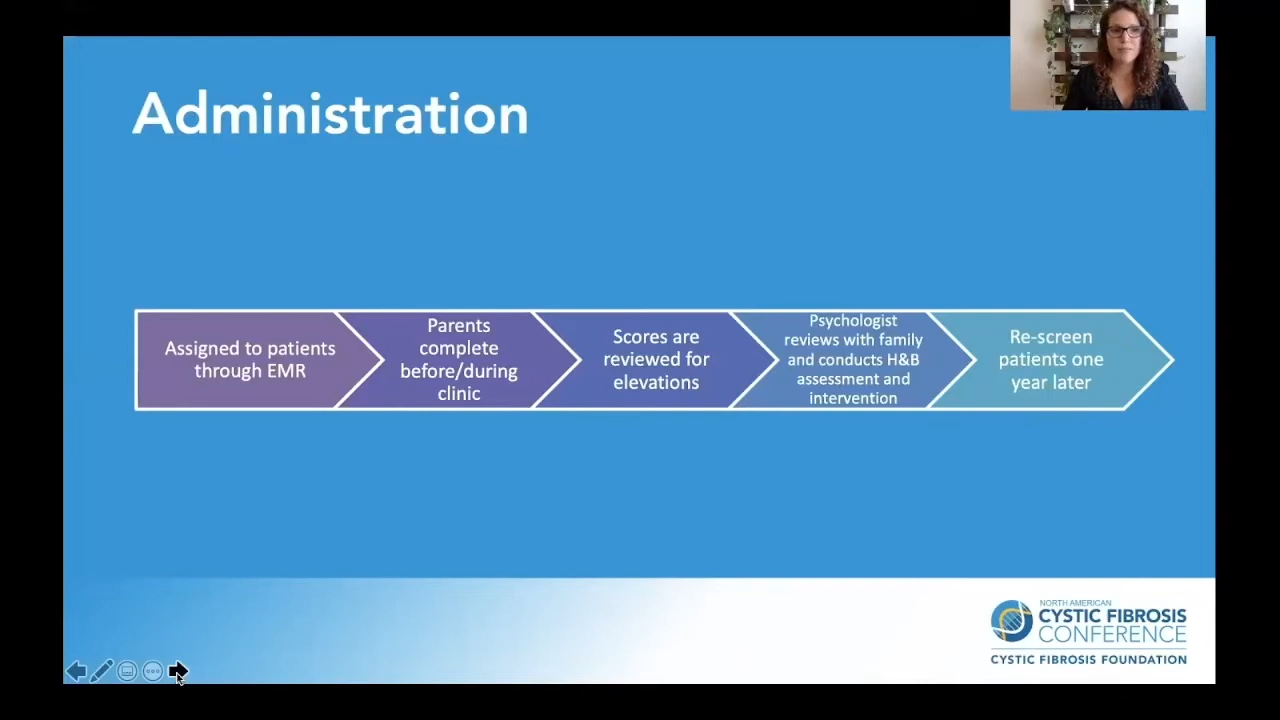 Administration
Assigned to patients
through EMR
Parents
complete
before/during
clinic
Scores are
reviewed for
elevations
Psychologist
reviews with family
and conducts H&B
assessment and
intervention
Re-screen
patients one
year later
NORTH AMERICAN
CYSTIC FIBROSIS
CONFERENCE
CYSTIC FIBROSIS FOUNDATION